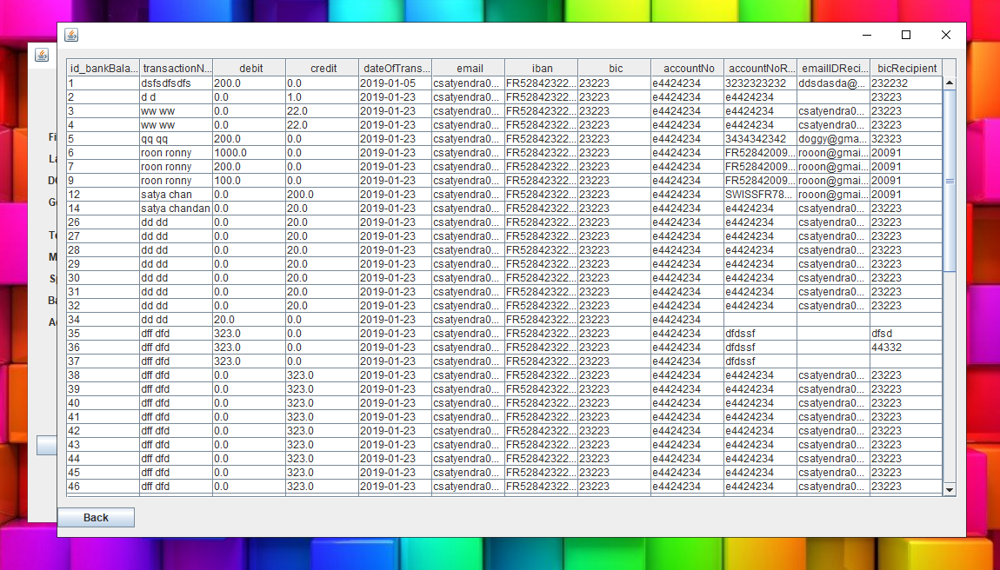 id_bankBala... transactionN... debit credit dateOfTrans... email iban bic accountNo accountNoR... emailIDReci... bicRecipient
1 dsfsdfsdfs 200.0 0.0 2019-01-05 csatyendra0... FR52842322... 23223 e4424234 3232323232 ddsdasda@... 232232
2 d d 0.0 1.0 2019-01-23 csatyendra0... FR52842322... 23223 e4424234 e4424234 23223
3 ww ww 0.0 22.0 2019-01-23 csatyendra0... FR52842322... 23223 e4424234 e4424234 csatyendra0... 23223
4 ww ww 0.0 22.0 2019-01-23 csatyendra0... FR52842322... 23223 e4424234 e4424234 csatyendra0... 23223
Fi 5 qq qq 200.0 0.0 2019-01-23 csatyendra0... FR52842322... 23223 e4424234 3434342342 doggy@gma... 32323
6 roon ronny 1000.0 0.0 2019-01-23 csatyendra0... FR52842322... 23223 e4424234 FR52842009... rooon@gmai... 20091
La 7 roon ronny 200.0 0.0 2019-01-23 csatyendra0... FR52842322... 23223 e4424234 FR52842009... rooon@gmai... 20091
9 roon ronny 100.0 0.0 2019-01-23 csatyendra0... FR52842322... 23223 e4424234 FR52842009... rooon@gmai... 20091
12 satya chan 0.0 200.0 2019-01-23 csatyendra0... FR52842322... 23223 e4424234 SWISSFR78... rooon@gmai... 20091
14 satya chandan 0.0 20.0 2019-01-23 csatyendra0... FR52842322... 23223 e4424234 e4424234 csatyendra0... 23223
26 dd dd 0.0 20.0 2019-01-23 csatyendra0... FR52842322... 23223 e4424234 e4424234 csatyendra0... 23223
Te 27 dd dd 0.0 20.0 2019-01-23 csatyendra0... FR52842322... 23223 e4424234 e4424234 csatyendra0... 23223
28 dd dd 0.0 20.0 2019-01-23 csatyendra0... FR52842322... 23223 e4424234 e4424234 csatyendra0... 23223
M 29 dd dd 0.0 20.0 2019-01-23 csatyendra0... FR52842322... 23223 e4424234 e4424234 csatyendra0... 23223
Sp 30 dd dd 0.0 20.0 2019-01-23 csatyendra0... FR52842322... 23223 e4424234 e4424234 csatyendra0... 23223
31 dd dd 0.0 20.0 2019-01-23 csatyendra0... FR52842322... 23223 e4424234 e4424234 csatyendra0... 23223
Ba 32 dd dd 0.0 20.0 2019-01-23 csatyendra0... FR52842322... 23223 e4424234 e4424234 csatyendra0... 23223
34 dd dd 20.0 0.0 2019-01-23 csatyendra0... FR52842322... 23223 e4424234
35 dff dfd 323.0 0.0 2019-01-23 csatyendra0... FR52842322... 23223 e4424234 dfdssf dfsd
36 dff dfd 323.0 0.0 2019-01-23 csatyendra0... FR52842322... 23223 e4424234 dfdssf 44332
37 dff dfd 323.0 0.0 2019-01-23 csatyendra0... FR52842322... 23223 e4424234 dfdssf
38 dff dfd 0.0 323.0 2019-01-23 csatyendra0... FR52842322... 23223 e4424234 e4424234 csatyendra0... 23223
39 dff dfd 0.0 323.0 2019-01-23 csatyendra0... FR52842322... 23223 e4424234 e4424234 csatyendra0... 23223
40 dff dfd 0.0 323.0 2019-01-23 csatyendra0... FR52842322... 23223 e4424234 e4424234 csatyendra0... 23223
41 dff dfd 0.0 323.0 2019-01-23 csatyendra0... FR52842322... 23223 e4424234 e4424234 csatyendra0... 23223
42 dff dfd 0.0 323.0 2019-01-23 csatyendra0... FR52842322... 23223 e4424234 e4424234 csatyendra0... 23223
43 dff dfd 0.0 323.0 2019-01-23 csatyendra0... FR52842322... 23223 e4424234 e4424234 csatyendra0... 23223
44 dff dfd 0.0 323.0 2019-01-23 csatyendra0... FR52842322... 23223 e4424234 e4424234 csatyendra0... 23223
45 dff dfd 0.0 323.0 2019-01-23 csatyendra0... FR52842322... 23223 e4424234 e4424234 csatyendra0... 23223
46 dff dfd 0.0 323.0 2019-01-23 csatyendra0... FR52842322... 23223 e4424234 e4424234 csatyendra0... 23223
Back